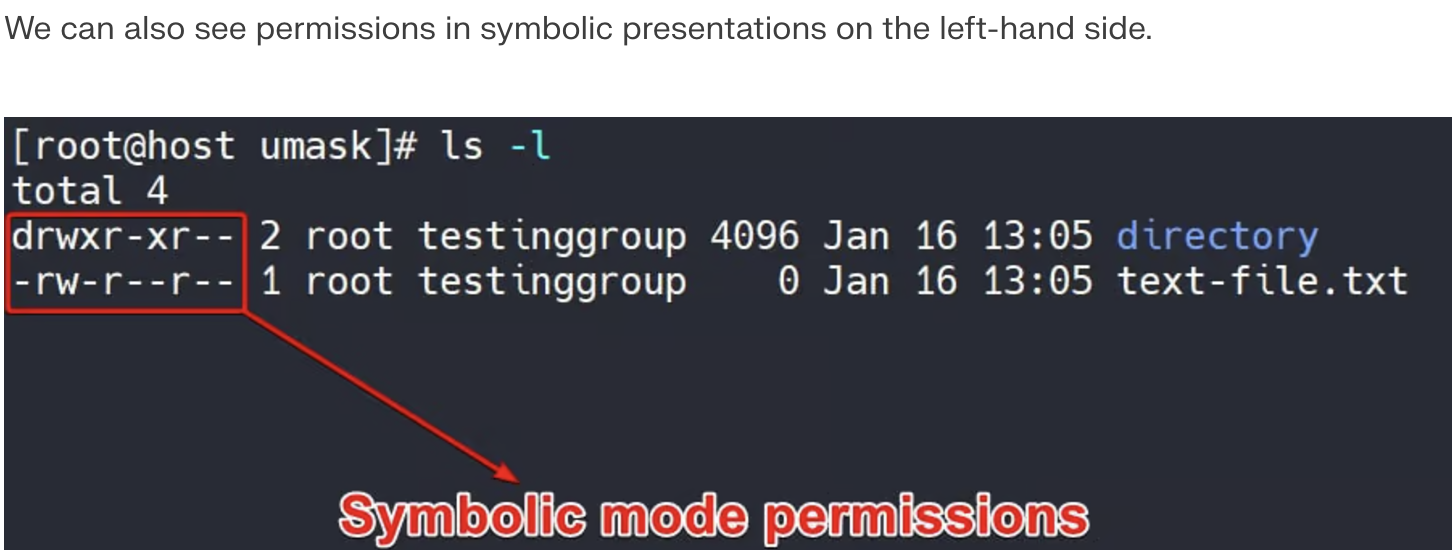 We can also see permissions in symbolic presentations on the left-hand side.
[root@host umask]# ls -l
total 4
drwxr-xr-- 2 root testinggroup 4096 Jan 16 13:05 directory
-rw-r--r-- 1 root testinggroup    0 Jan 16 13:05 text-file.txt
Symbolic mode permissions